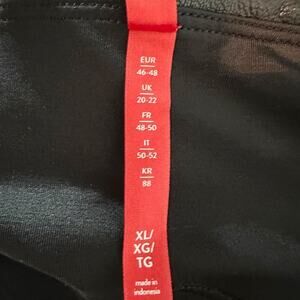 EUR
46-48
UK
20-22
FR
48-50
IT
50-52
KR
88
XL/
XG/
TG
made in
indonesia